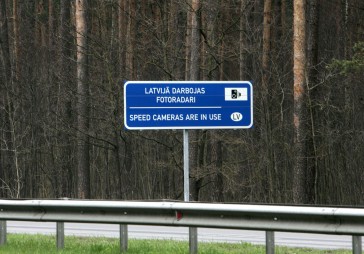 LATVIJĀ DARBOJAS
FOTORADARI
SPEED CAMERAS ARE IN USE
LV